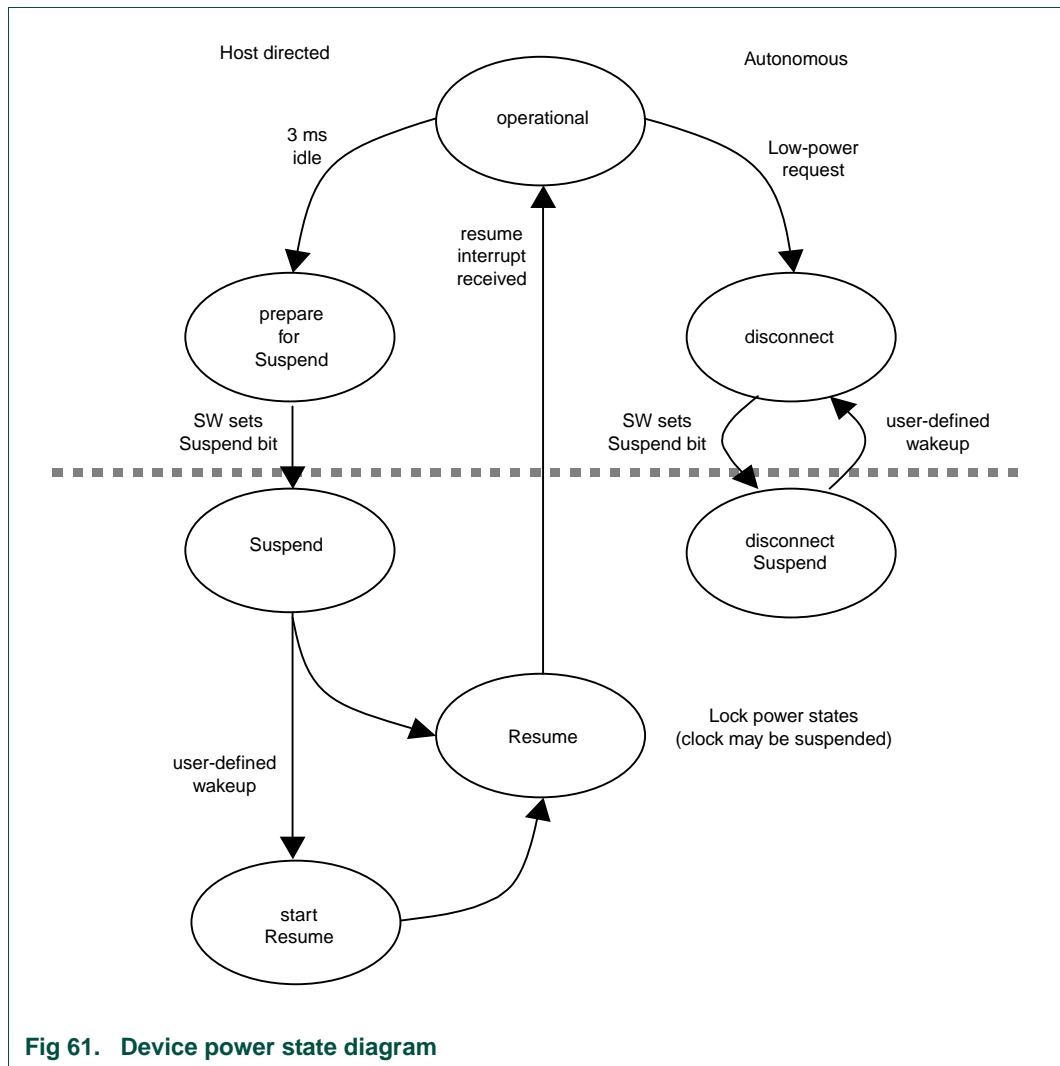 Host directed
Autonomous
operational
3 ms
idle
Low-power
request
resume
interrupt
received
prepare
for
Suspend
disconnect
SW sets
Suspend bit
SW sets
Suspend bit
user-defined
wakeup
Suspend
disconnect
Suspend
Resume
Lock power states
(clock may be suspended)
user-defined
wakeup
start
Resume
Fig 61. Device power state diagram